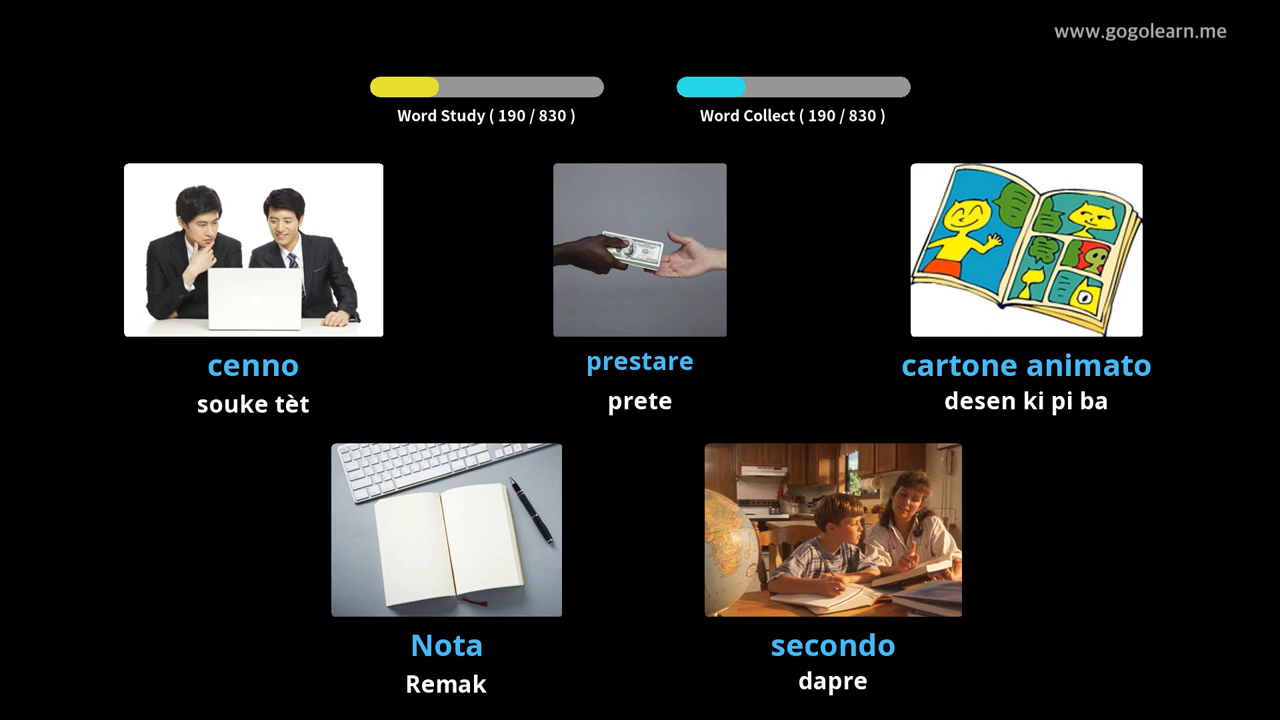 www.gogolearn.me
Word Study ( 190 / 830 )
Word Collect ( 190 / 830 )
cenno
souke tèt
prestare
prete
cartone animato
desen ki pi ba
Nota
Remak
secondo
dapre